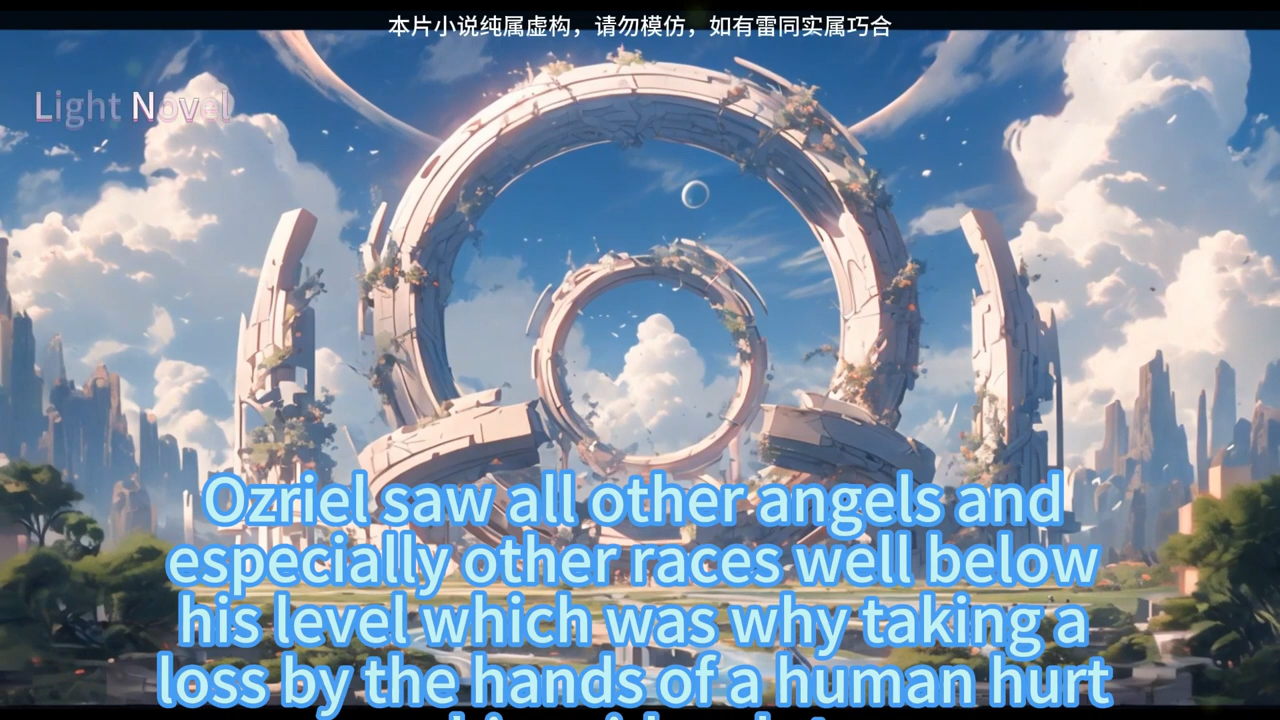 本片小说纯属虚构，请勿模仿，如有雷同实属巧合
Light Novel
Ozriel saw all other angels and
especially other races well below
his level which was why taking a
loss by the hands of a human hurt